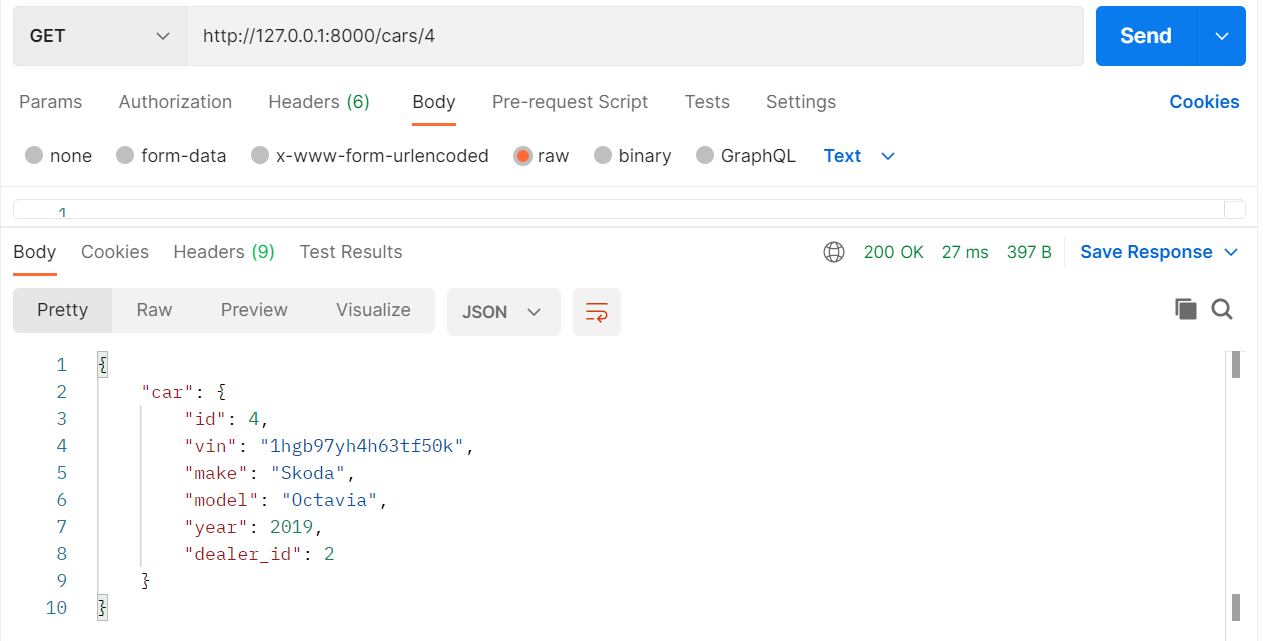 GET http://127.0.0.1:8000/cars/4 Send
Params Authorization Headers (6) Body Pre-request Script Tests Settings Cookies
none form-data x-www-form-urlencoded raw binary GraphQL Text
1
Body Cookies Headers (9) Test Results 200 OK 27 ms 397 B Save Response
Pretty Raw Preview Visualize JSON
1 {
2 "car": {
3 "id": 4,
4 "vin": "1hgb97yh4h63tf50k",
5 "make": "Skoda",
6 "model": "Octavia",
7 "year": 2019,
8 "dealer_id": 2
9 }
10 }